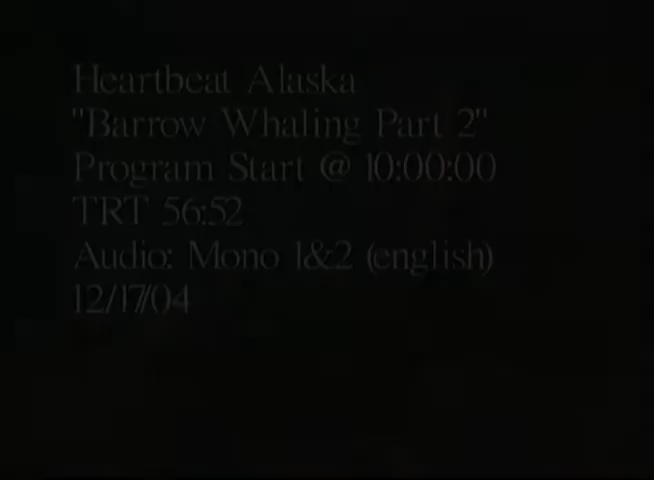 Heartbeat Alaska
"Barrow Whaling Part 2"
Program Start @ 10:00:00
TRT 56:52
Audio: Mono 1&2 (english)
12/17/04